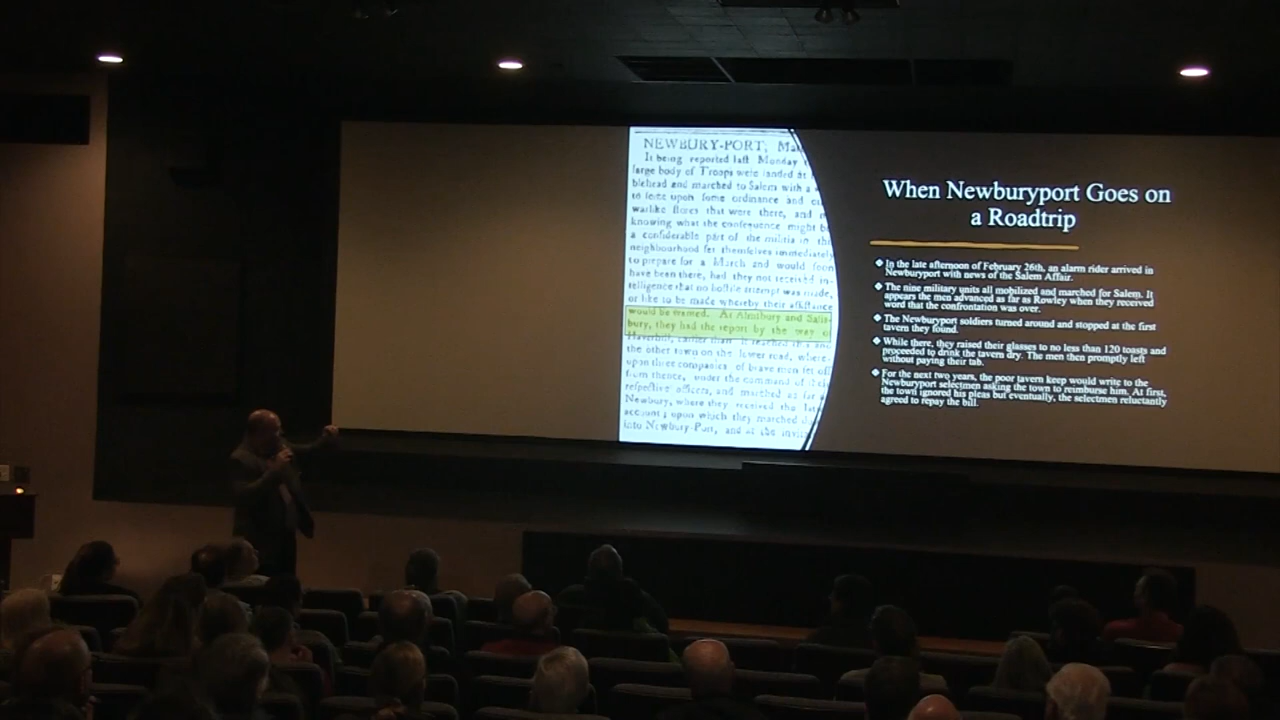 NEWBURY-PORT, Ma
It being reported last Monday
large body of Troops were landed at
blehead and marched to Salem with a
to seize upon some ordinance and
warlike stores that were there, and
knowing what the consequence might b
a considerable part of the militia in the
neighbourhood set themselves immediately
to prepare for a March and would soon
have been there, had they not received in-
telligence that no hostile attempt was made,
or like to be made whereby their assistance
would be wanted. At Almsbury and Salis-
bury, they had the report by the way of
Haverhill, rather than it reached this and
the other town on the lower road, where-
upon three companies of brave men set off
from thence, under the command of their
respective officers, and marched as far a
Newbury, where they received the
account; upon which they marched
into Newbury-Port, and at the
When Newburyport Goes on
a Roadtrip
❖ In the late afternoon of February 26th, an alarm rider arrived in
Newburyport with news of the Salem Affair.
❖ The nine military units all mobilized and marched for Salem. It
appears the men advanced as far as Rowley when they received
word that the confrontation was over.
❖ The Newburyport soldiers turned around and stopped at the first
tavern they found.
❖ While there, they raised their glasses to no less than 120 toasts and
proceeded to drink the tavern dry. The men then promptly left
without paying their tab.
❖ For the next two years, the poor tavern keep would write to the
Newburyport selectmen asking the town to reimburse him. At first,
the town ignored his pleas but eventually, the selectmen reluctantly
agreed to repay the bill.